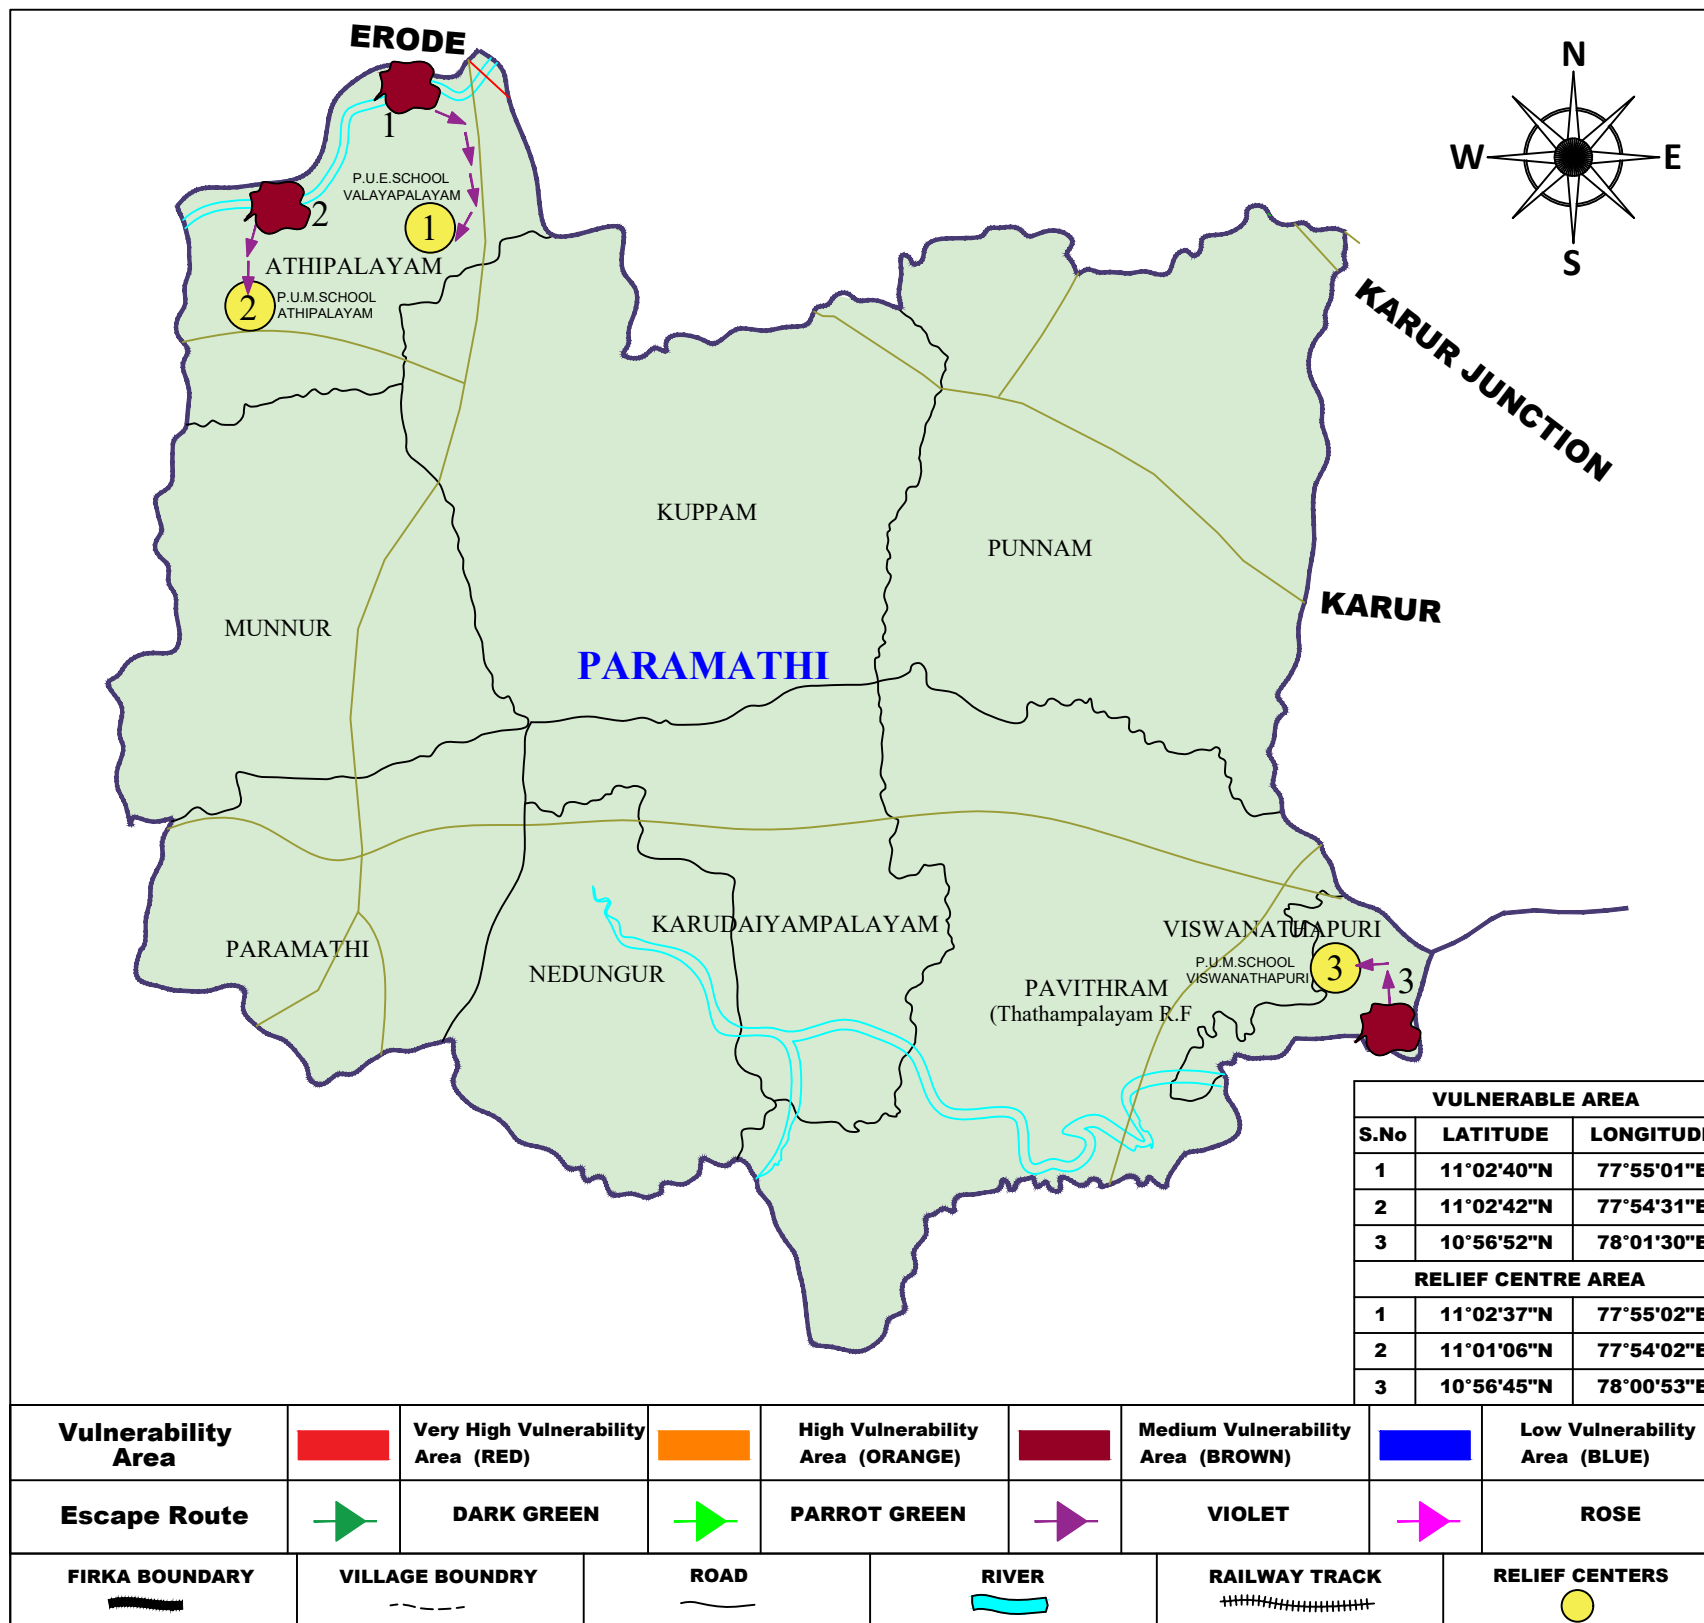 ERODE
N
W
E
S
1
P.U.E.SCHOOL
VALAYAPALAYAM
1
2
ATHIPALAYAM
2
P.U.M.SCHOOL
ATHIPALAYAM
KARUR JUNCTION
KUPPAM
PUNNAM
KARUR
MUNNUR
PARAMATHI
KARUDAIYAMPALAYAM
VISWANATHAPURI
PARAMATHI
NEDUNGUR
P.U.M.SCHOOL
VISWANATHAPURI
3
3
PAVITHRAM
(Thathampalayam R.F
VULNERABLE AREA
S.No LATITUDE LONGITUD
1 11°02'40"N 77°55'01"E
2 11°02'42"N 77°54'31"E
3 10°56'52"N 78°01'30"E
RELIEF CENTRE AREA
1 11°02'37"N 77°55'02"E
2 11°01'06"N 77°54'02"E
3 10°56'45"N 78°00'53"E
Vulnerability
Area
Very High Vulnerability
Area (RED)
High Vulnerability
Area (ORANGE)
Medium Vulnerability
Area (BROWN)
Low Vulnerability
Area (BLUE)
Escape Route
DARK GREEN
PARROT GREEN
VIOLET
ROSE
FIRKA BOUNDARY
VILLAGE BOUNDRY
ROAD
RIVER
RAILWAY TRACK
RELIEF CENTERS